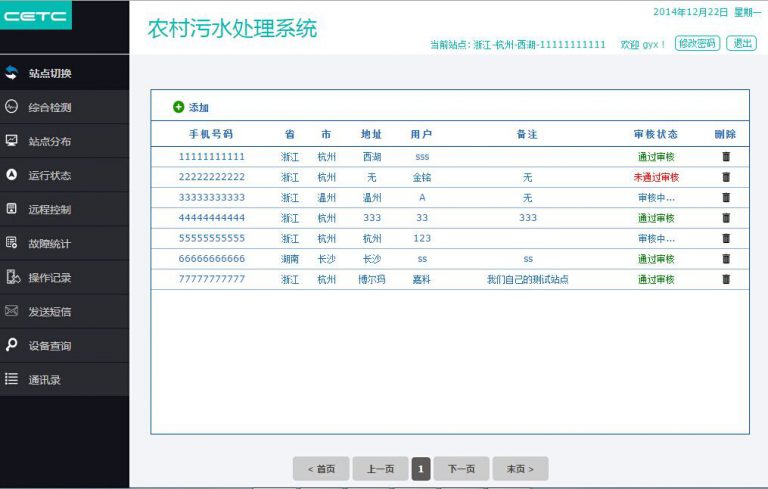 CETC
农村污水处理系统
2014年12月22日 星期一
当前站点: 浙江-杭州-西湖-11111111111 欢迎 gyx ! 修改密码 退出
站点切换
综合检测
站点分布
运行状态
远程控制
故障统计
操作记录
发送短信
设备查询
通讯录
添加
手机号码 省 市 地址 用户 备注 审核状态 删除
11111111111 浙江 杭州 西湖 sss 通过审核
22222222222 浙江 杭州 无 金铭 无 未通过审核
33333333333 浙江 温州 温州 A 无 审核中...
44444444444 浙江 杭州 333 33 333 通过审核
55555555555 浙江 杭州 杭州 123 审核中...
66666666666 湖南 长沙 长沙 ss ss 通过审核
77777777777 浙江 杭州 博尔玛 嘉科 我们自己的测试站点 通过审核
< 首页 上一页 1 下一页 末页 >